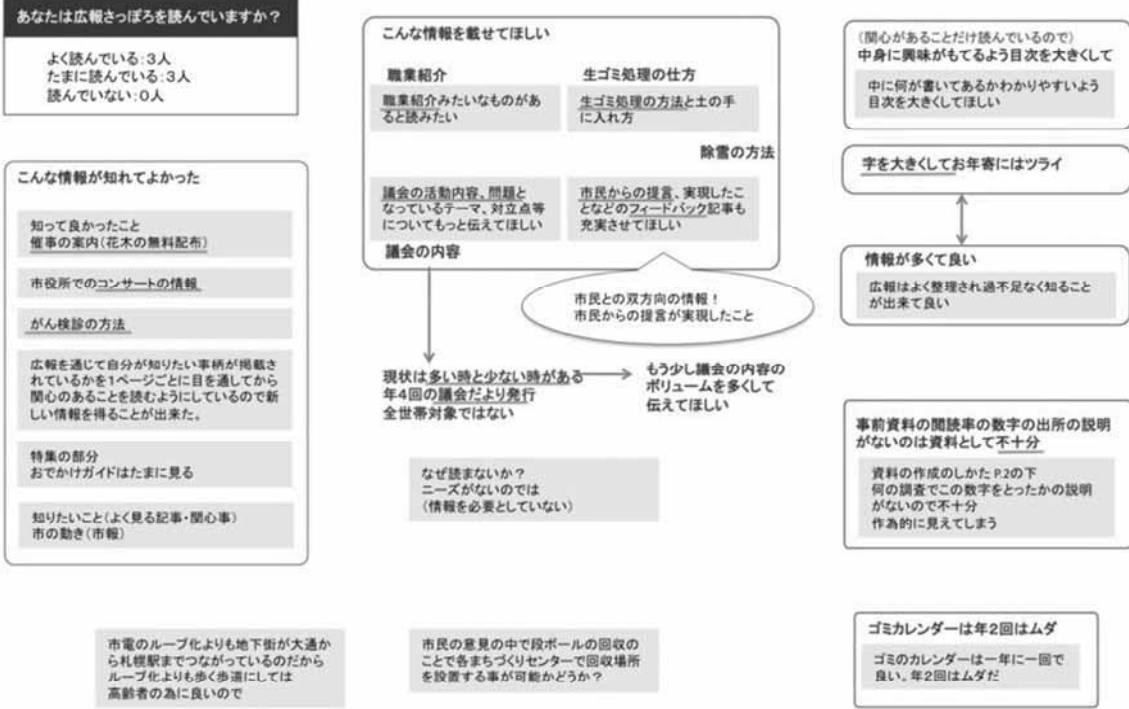 あなたは広報さっぽろを読んでいますか？
よく読んでいる：3人
たまに読んでいる：3人
読んでいない：0人
こんな情報が知れてよかった
知って良かったこと
催事の案内（花木の無料配布）
市役所でのコンサートの情報
がん検診の方法
広報を通じて自分が知りたい事柄が掲載さ
れているかを1ページごとに目を通してから
関心のあることを読むようにしているので新
しい情報を得ることが出来た。
特集の部分
おでかけガイドはたまに見る
知りたいこと（よく見る記事・関心事）
市の動き（市報）
こんな情報を載せてほしい
職業紹介
職業紹介みたいなものがあ
ると読みたい
生ゴミ処理の仕方
生ゴミ処理の方法と土の手
に入れ方
除雪の方法
議会の活動内容、問題と
なっているテーマ、対立点等
についてもっと伝えてほしい
議会の内容
市民からの提言、実現したこ
となどのフィードバック記事も
充実させてほしい
市民との双方向の情報！
市民からの提言が実現したこと
現状は多い時と少ない時がある
年4回の議会だより発行
全世帯対象ではない
もう少し議会の内容の
ボリュームを多くして
伝えてほしい
なぜ読まないか？
ニーズがないのでは
（情報を必要としていない）
（関心があることだけ読んでいるので）
中身に興味がもてるよう目次を大きくして
中に何が書いてあるかわかりやすいよう
目次を大きくしてほしい
字を大きくしてお年寄にはツライ
情報が多くて良い
広報はよく整理され過不足なく知ること
が出来て良い
事前資料の閲読率の数字の出所の説明
がないのは資料として不十分
資料の作成のしかた P.2の下
何の調査でこの数字をとったかの説明
がないので不十分
作為的に見えてしまう
市電のループ化よりも地下街が大通か
ら札幌駅までつながっているのだから
ループ化よりも歩く歩道にしては
高齢者の為に良いので
市民の意見の中で段ボールの回収の
ことで各まちづくりセンターで回収場所
を設置する事が可能かどうか？
ゴミカレンダーは年2回はムダ
ゴミのカレンダーは一年に一回で
良い。年2回はムダだ